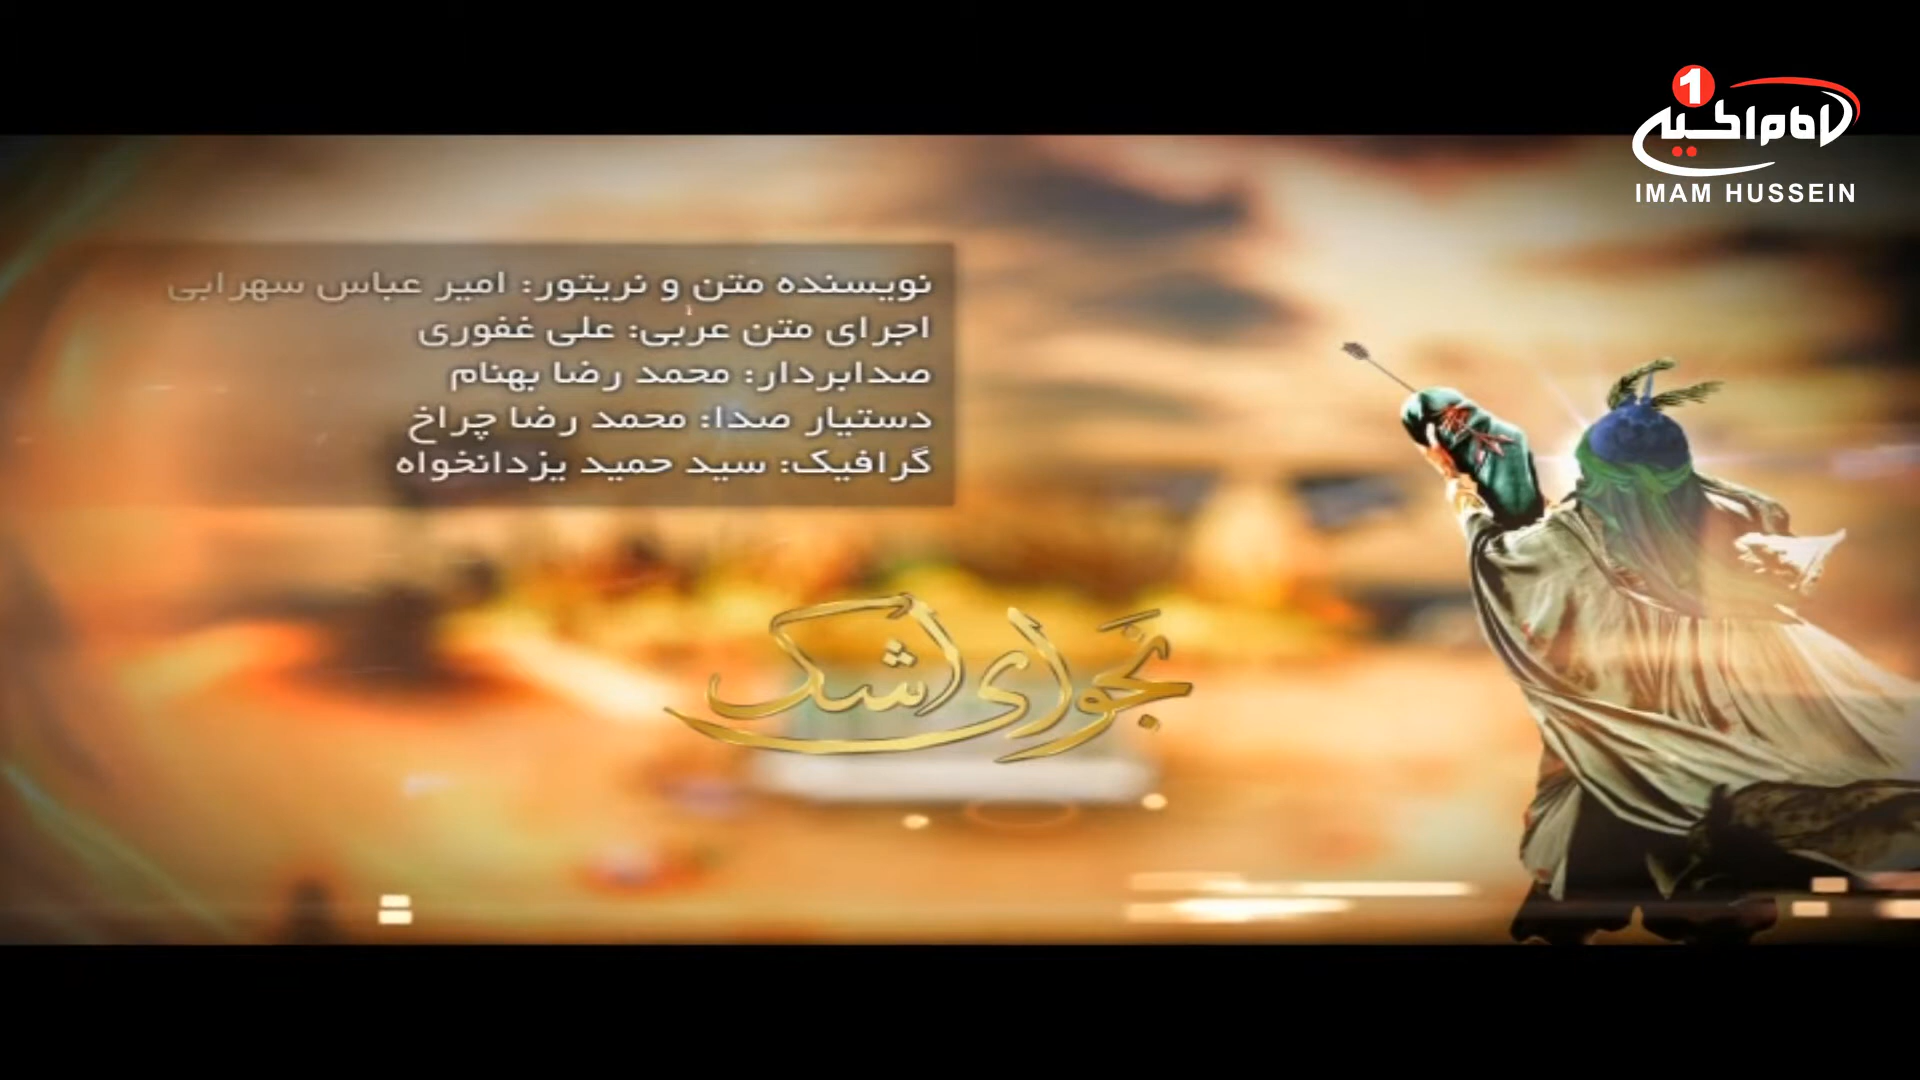 1
امام حسین
IMAM HUSSEIN
نویسنده متن و نریتور: امیر عباس سهرابی
اجرای متن عربی: علی غفوری
صدابردار: محمد رضا بهنام
دستیار صدا: محمد رضا چراخ
گرافیک: سید حمید یزدانخواه
نجوای اشک